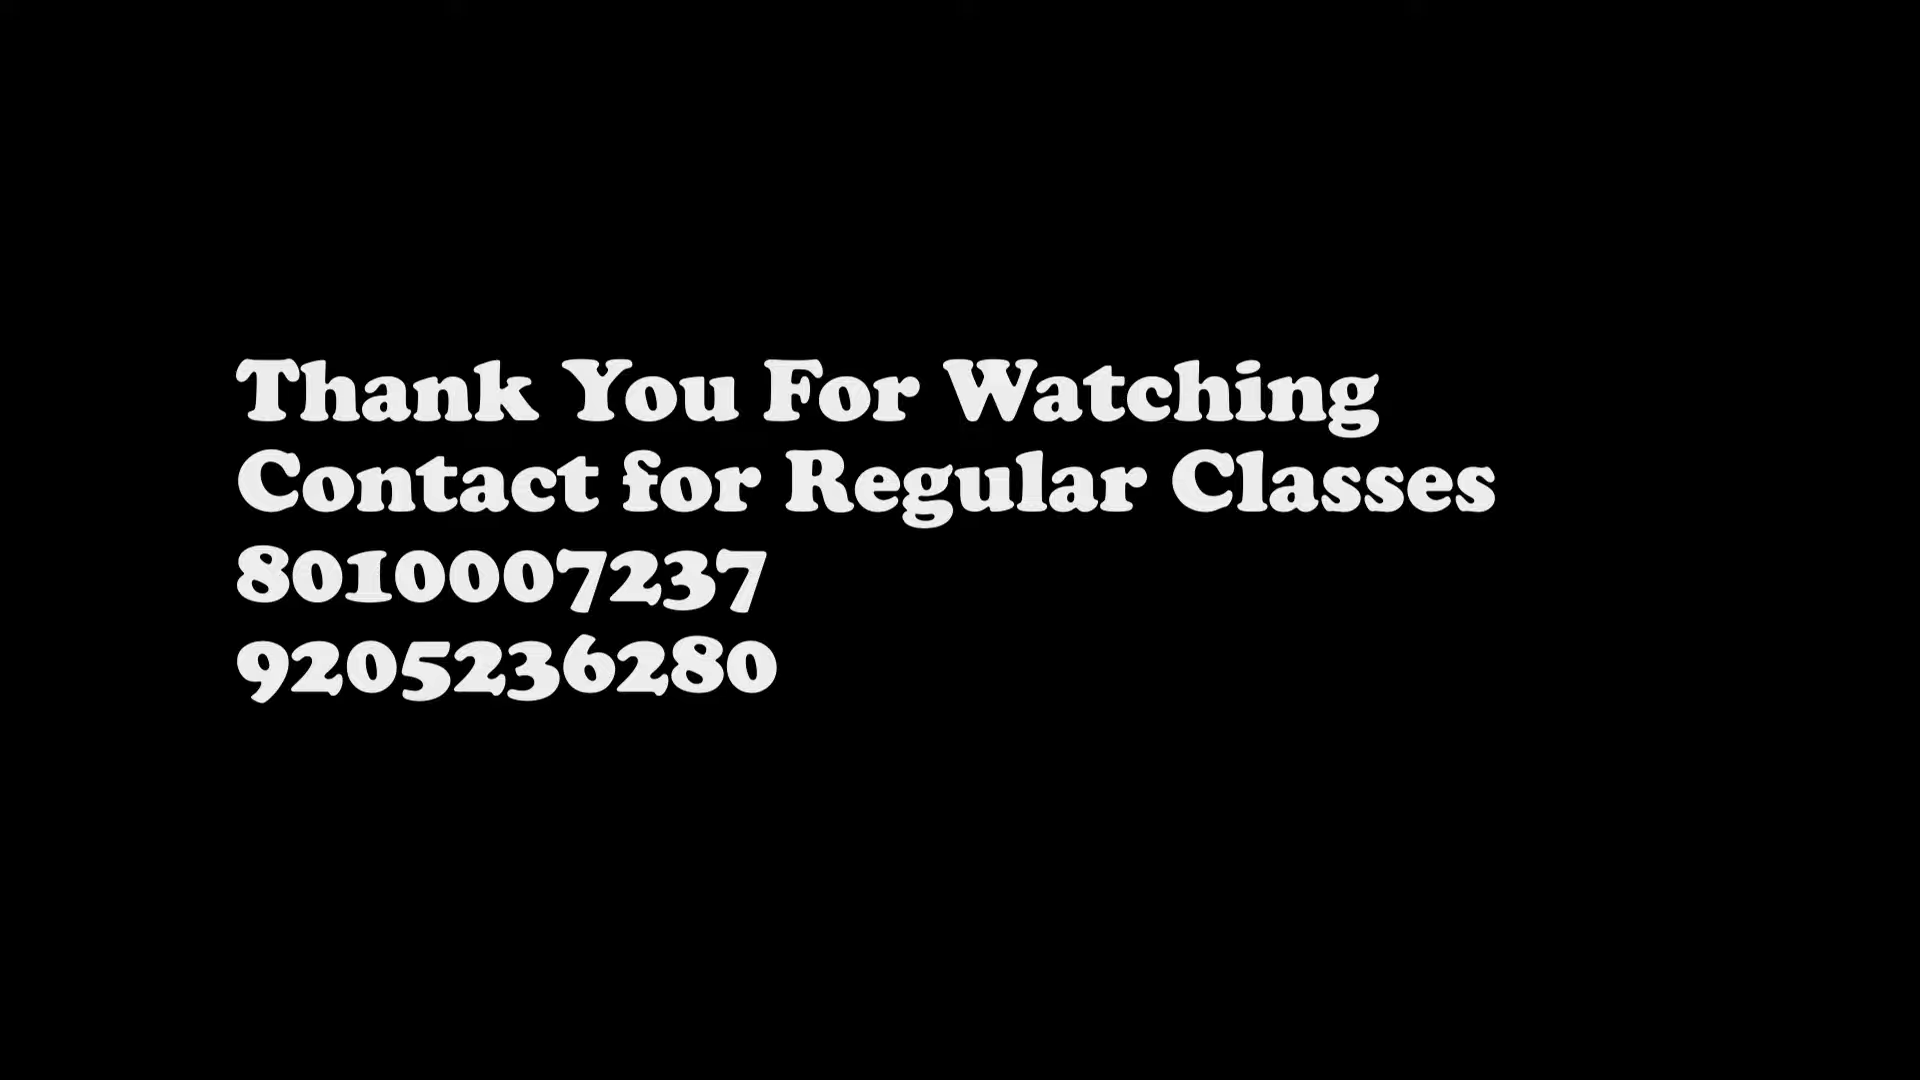 Thank You For Watching
Contact for Regular Classes
8010007237
9205236280